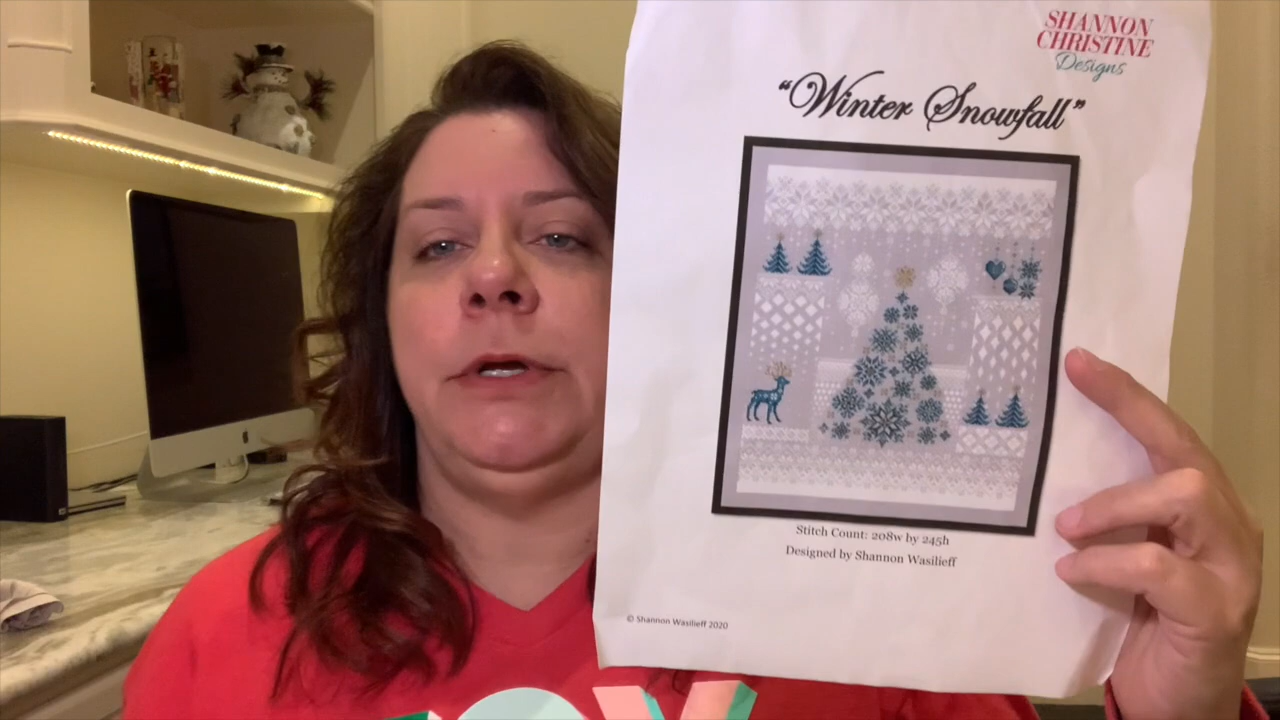 SHANNON
CHRISTINE
Designs
"Winter Snowfall"
Stitch Count: 208w by 245h
Designed by Shannon Wasilieff
© Shannon Wasilieff 2020